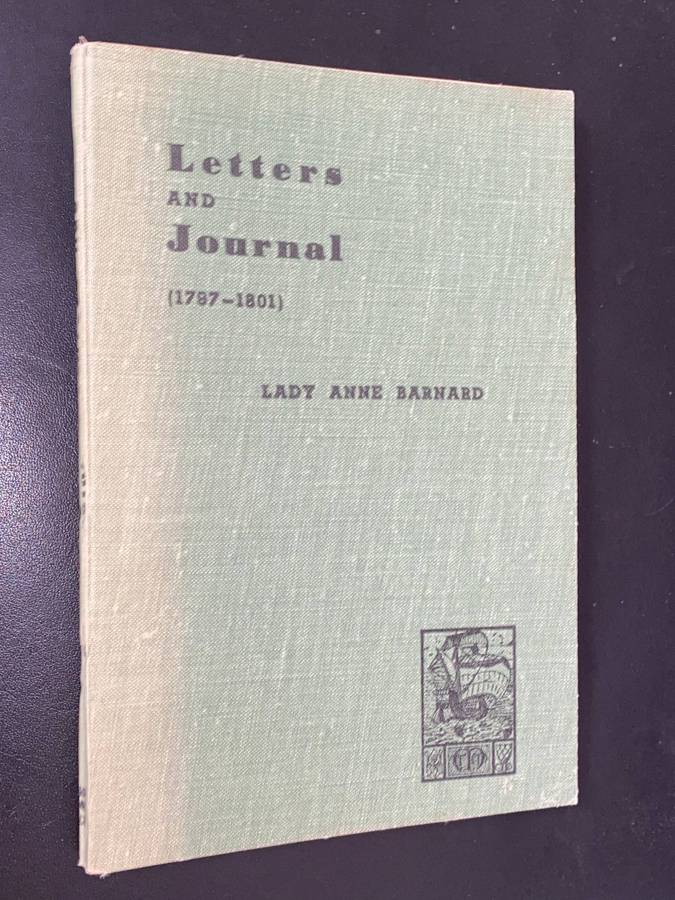 Letters
AND
Journal
(1797-1801)
LADY ANNE BARNARD